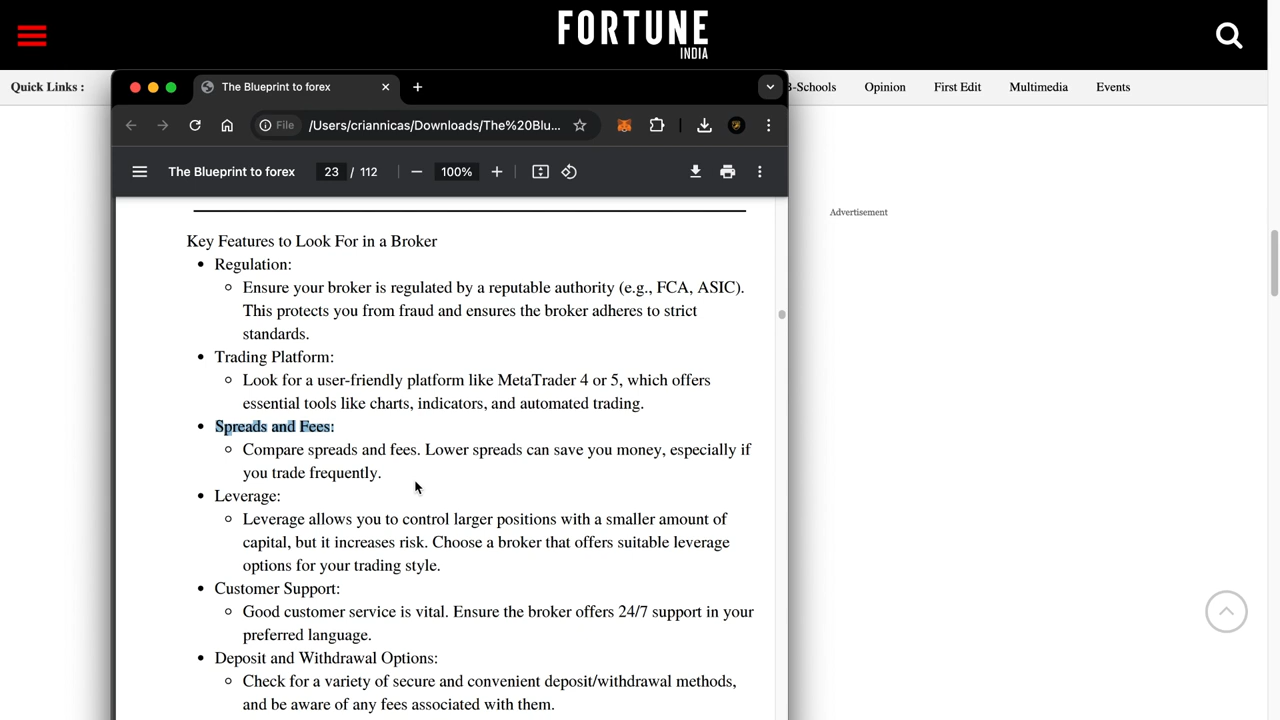 FORTUNE
INDIA
Quick Links :
B-Schools
Opinion
First Edit
Multimedia
Events
The Blueprint to forex
File
/Users/criannicas/Downloads/The%20Blu...
The Blueprint to forex
23 / 112
100%
Advertisement
Key Features to Look For in a Broker
• Regulation:
Ensure your broker is regulated by a reputable authority (e.g., FCA, ASIC).
This protects you from fraud and ensures the broker adheres to strict
standards.
• Trading Platform:
Look for a user-friendly platform like MetaTrader 4 or 5, which offers
essential tools like charts, indicators, and automated trading.
• Spreads and Fees:
Compare spreads and fees. Lower spreads can save you money, especially if
you trade frequently.
• Leverage:
Leverage allows you to control larger positions with a smaller amount of
capital, but it increases risk. Choose a broker that offers suitable leverage
options for your trading style.
• Customer Support:
Good customer service is vital. Ensure the broker offers 24/7 support in your
preferred language.
• Deposit and Withdrawal Options:
Check for a variety of secure and convenient deposit/withdrawal methods,
and be aware of any fees associated with them.